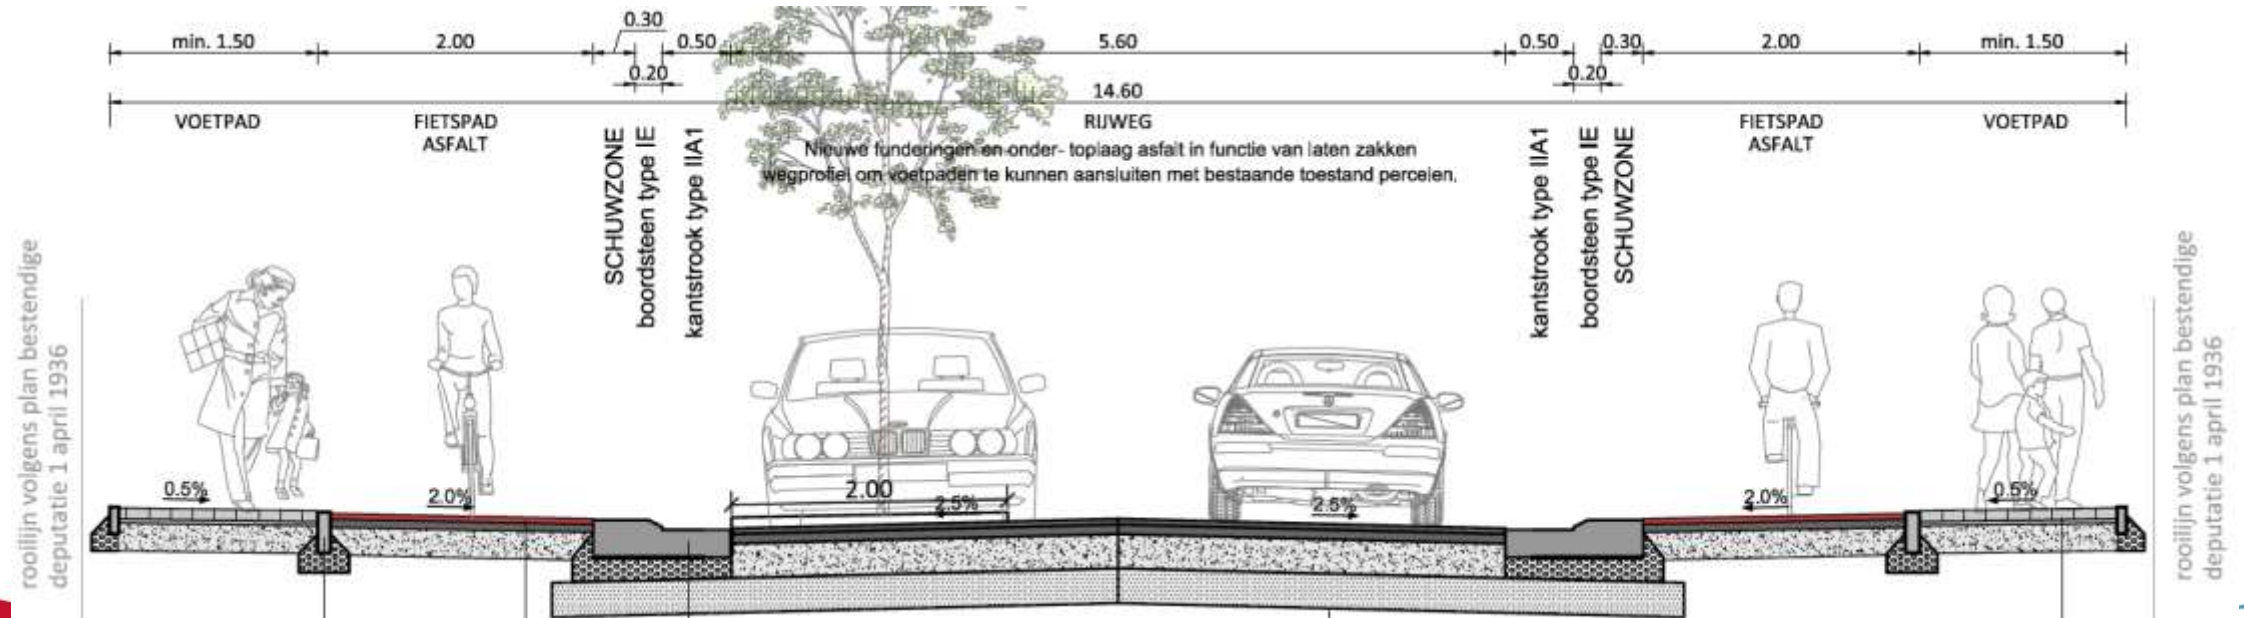 0.30
min. 1.50 2.00 0.50 5.60 0.50 0.30 2.00 min. 1.50
0.20 0.20
14.60
VOETPAD FIETSPAD RIJWEG FIETSPAD VOETPAD
ASFALT ASFALT
Nieuwe funderingen en onder- toplaag asfalt in functie van laten zakken
wegprofiel om voetpaden te kunnen aansluiten met bestaande toestand percelen.
SCHUWZONE
boordsteen type IE
kantstrook type IIA1
kantstrook type IIA1
boordsteen type IE
SCHUWZONE
rooilijn volgens plan bestendige
deputatie 1 april 1936
rooilijn volgens plan bestendige
deputatie 1 april 1936
0.5% 2.0% 2.00 2.5% 2.5% 2.0% 0.5%